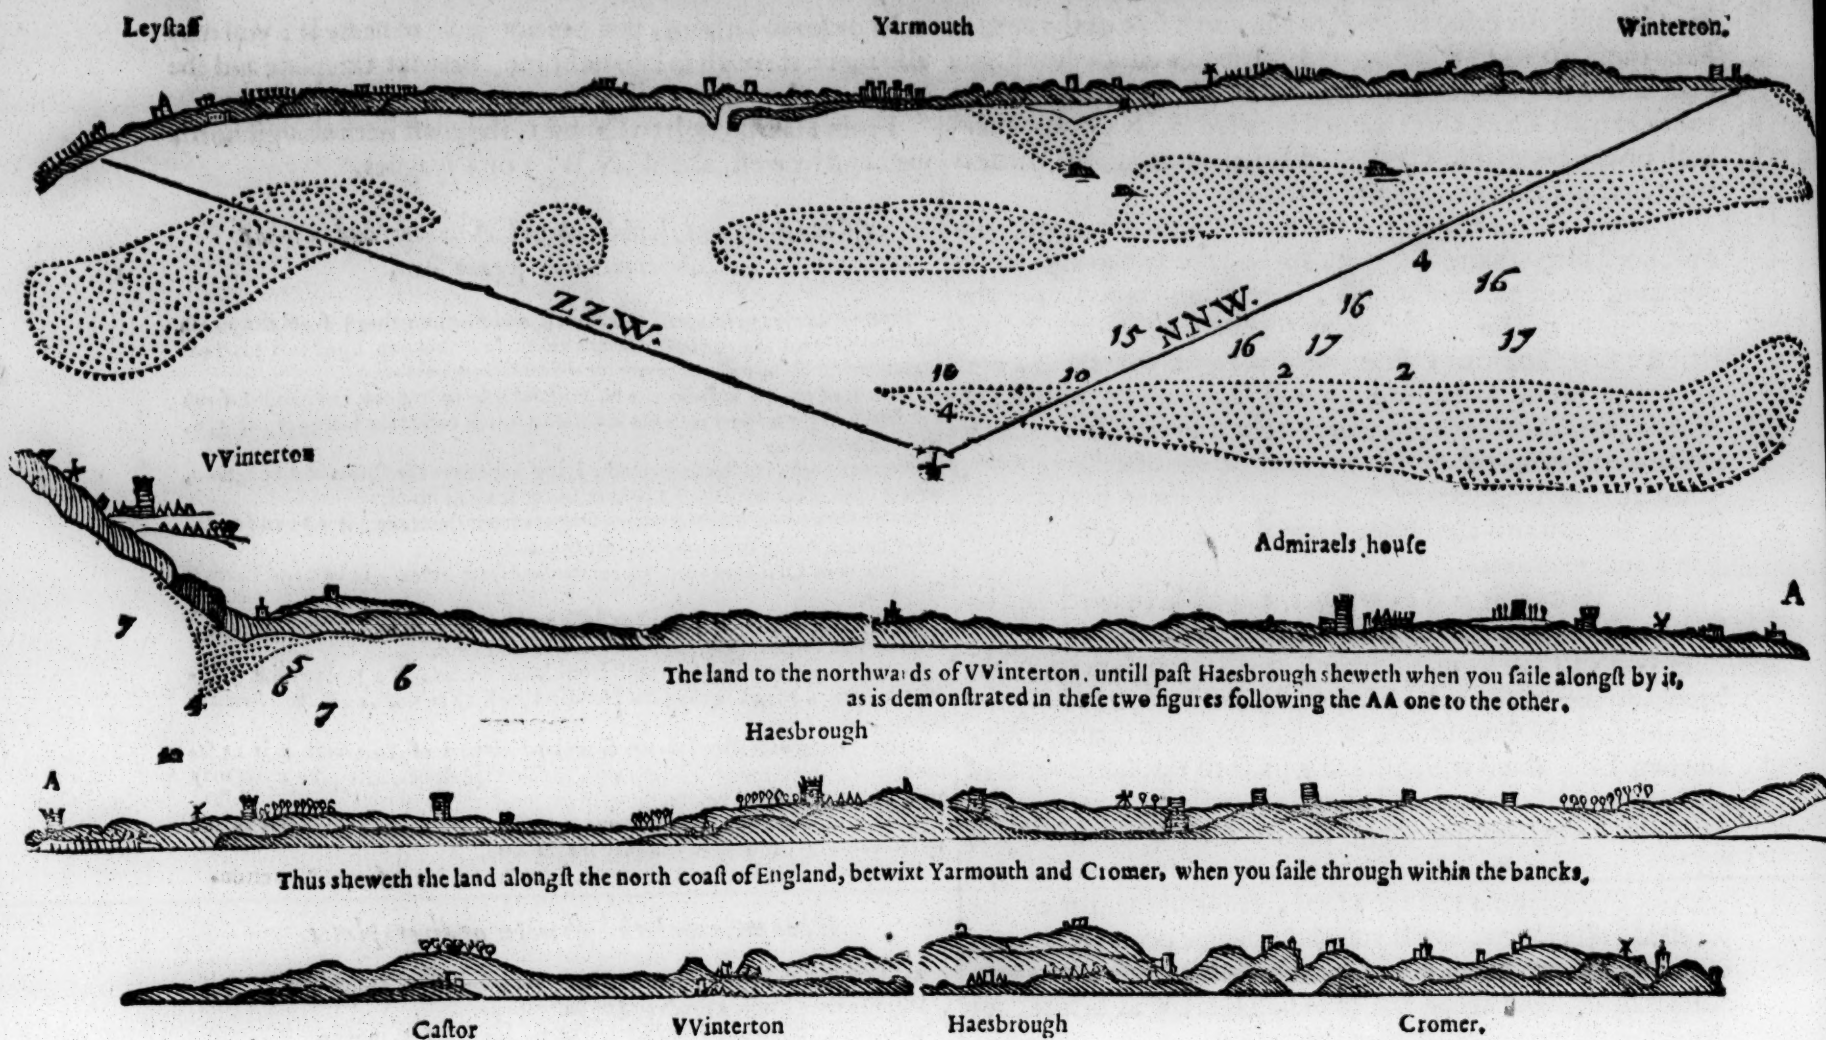 Leyſtaff
Yarmouth
Winterton.
4
16
16
Z Z. W.
15 N. N. W.
16
17
17
10
10
2
2
4
VVinterton
Admiraels houſe
A
7
5
6
6
4
7
The land to the northwards of VVinterton. untill paſt Haesbrough sheweth when you ſaile alongſt by it,
as is demonſtrated in theſe two figures following the AA one to the other.
Haesbrough
10
A
Thus sheweth the land alongſt the north coaſt of England, betwixt Yarmouth and Cromer, when you ſaile through within the bancks.
Caſtor
VVinterton
Haesbrough
Cromer.